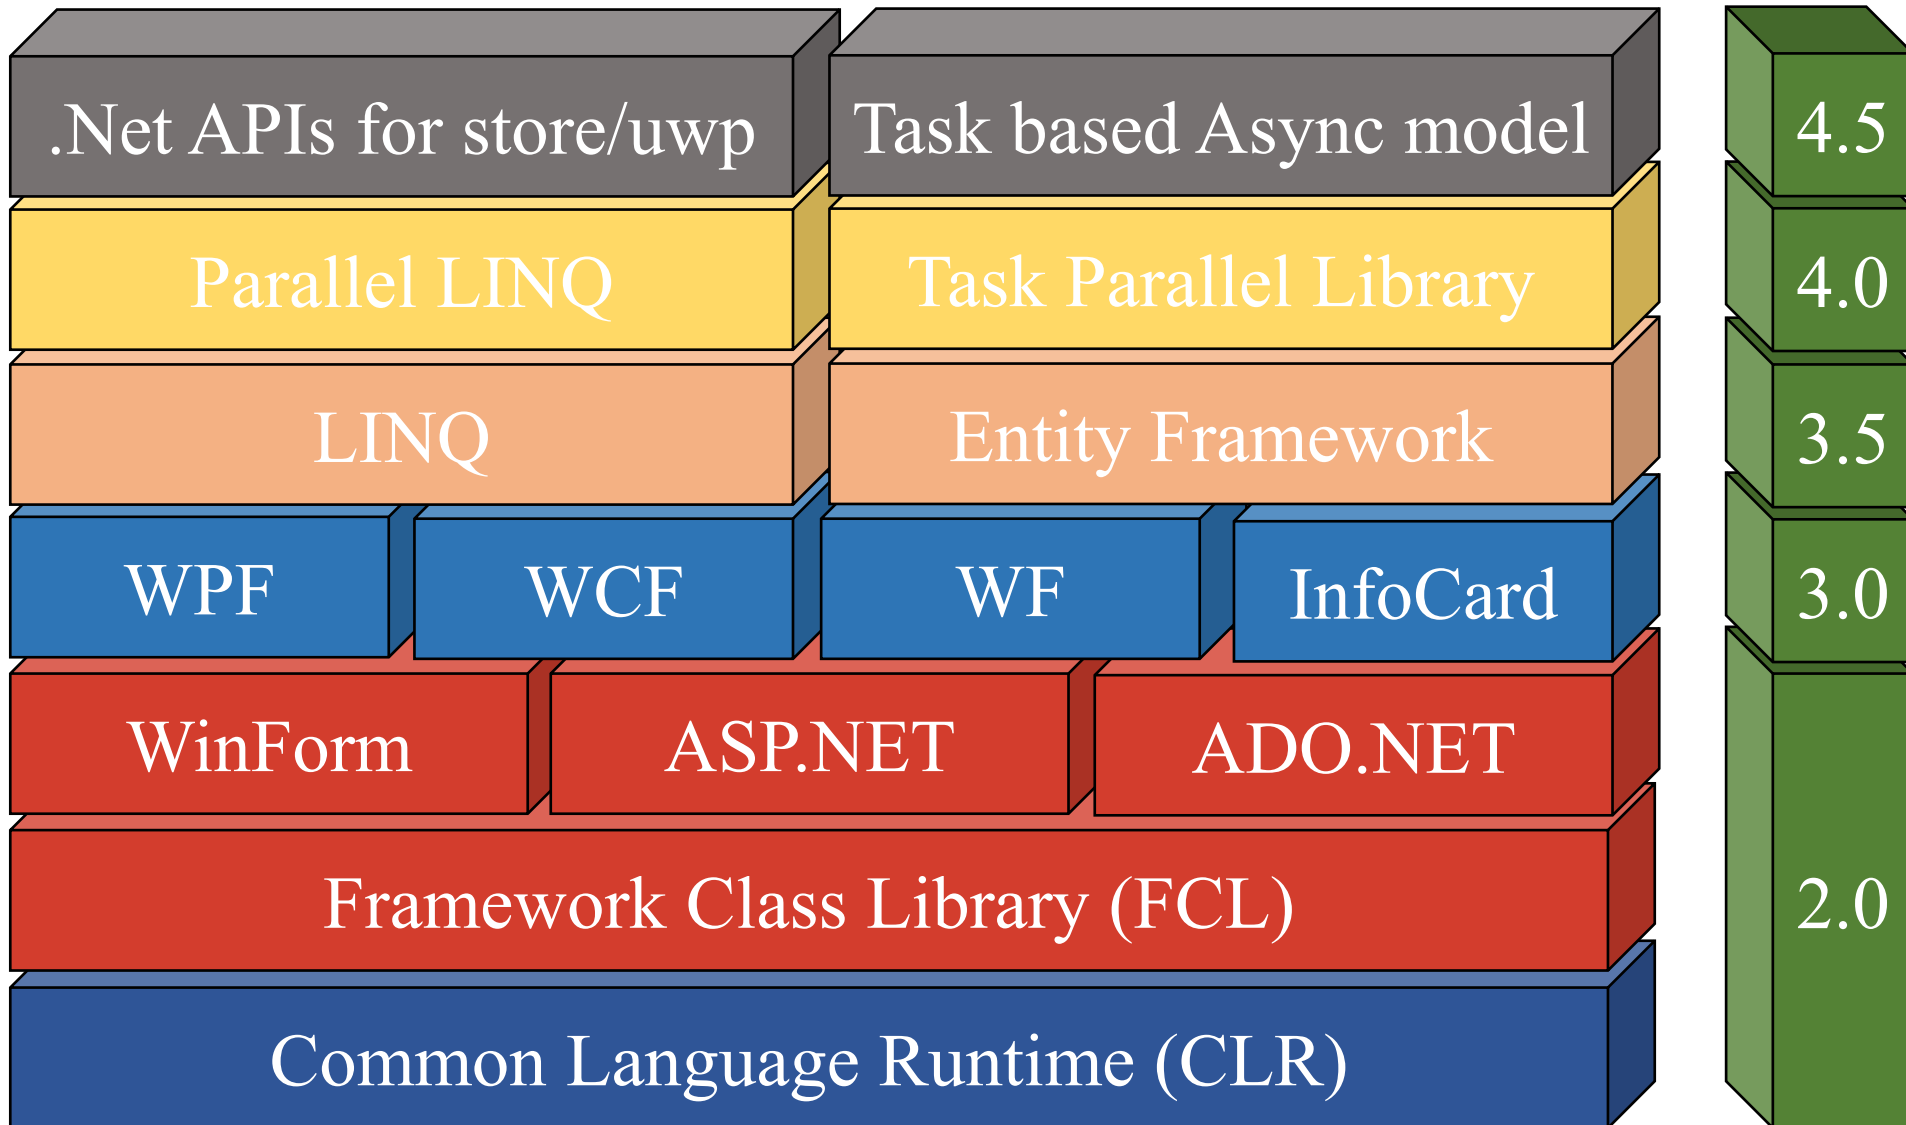 .Net APIs for store/uwp
Task based Async model
4.5
Parallel LINQ
Task Parallel Library
4.0
LINQ
Entity Framework
3.5
WPF
WCF
WF
InfoCard
3.0
WinForm
ASP.NET
ADO.NET
Framework Class Library (FCL)
2.0
Common Language Runtime (CLR)